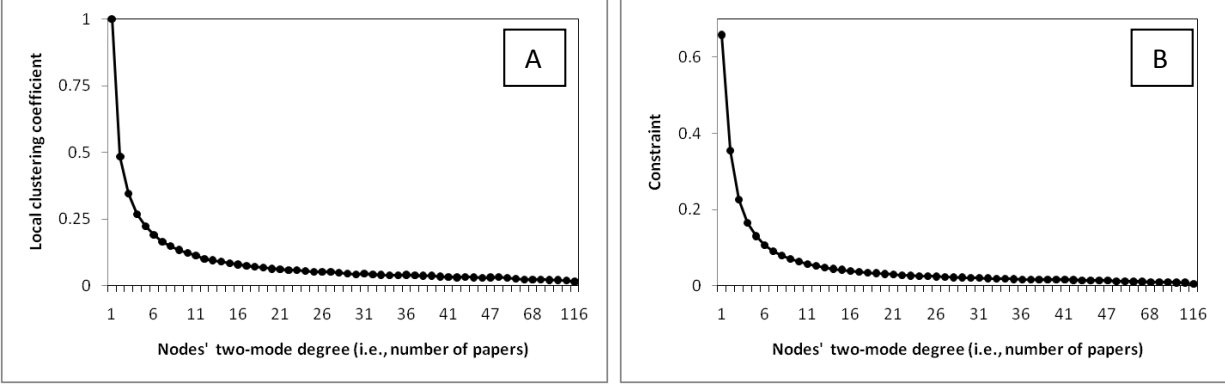 A
Local clustering coefficient
1
0.75
0.5
0.25
0
1 6 11 16 21 26 31 36 41 47 68 116
Nodes' two-mode degree (i.e., number of papers)
B
Constraint
0.6
0.4
0.2
0
1 6 11 16 21 26 31 36 41 47 68 116
Nodes' two-mode degree (i.e., number of papers)